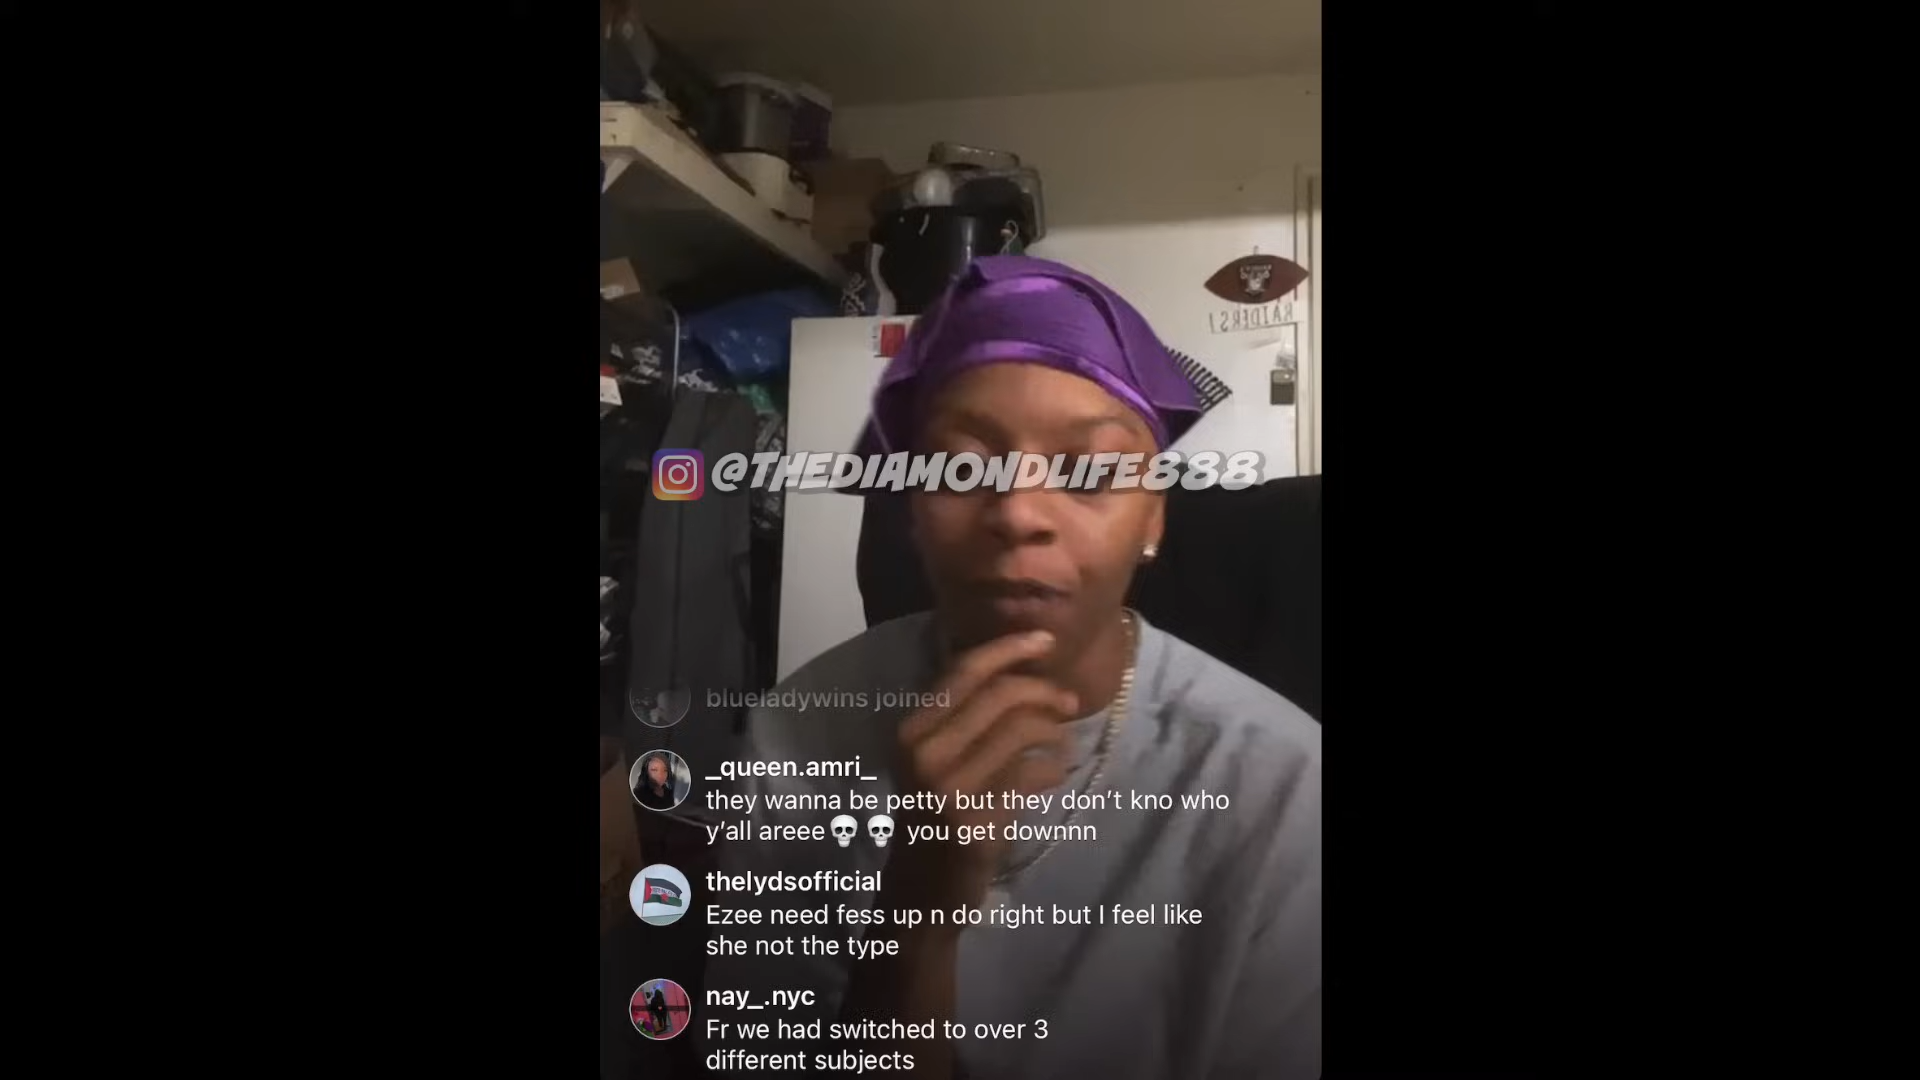 RAIDERS
@THEDIAMONDLIFE888
blueladywins joined
_queen.amri_
they wanna be petty but they don't kno who
y'all areee💀💀 you get downnn
thelydsofficial
Ezee need fess up n do right but I feel like
she not the type
nay_.nyc
Fr we had switched to over 3
different subjects